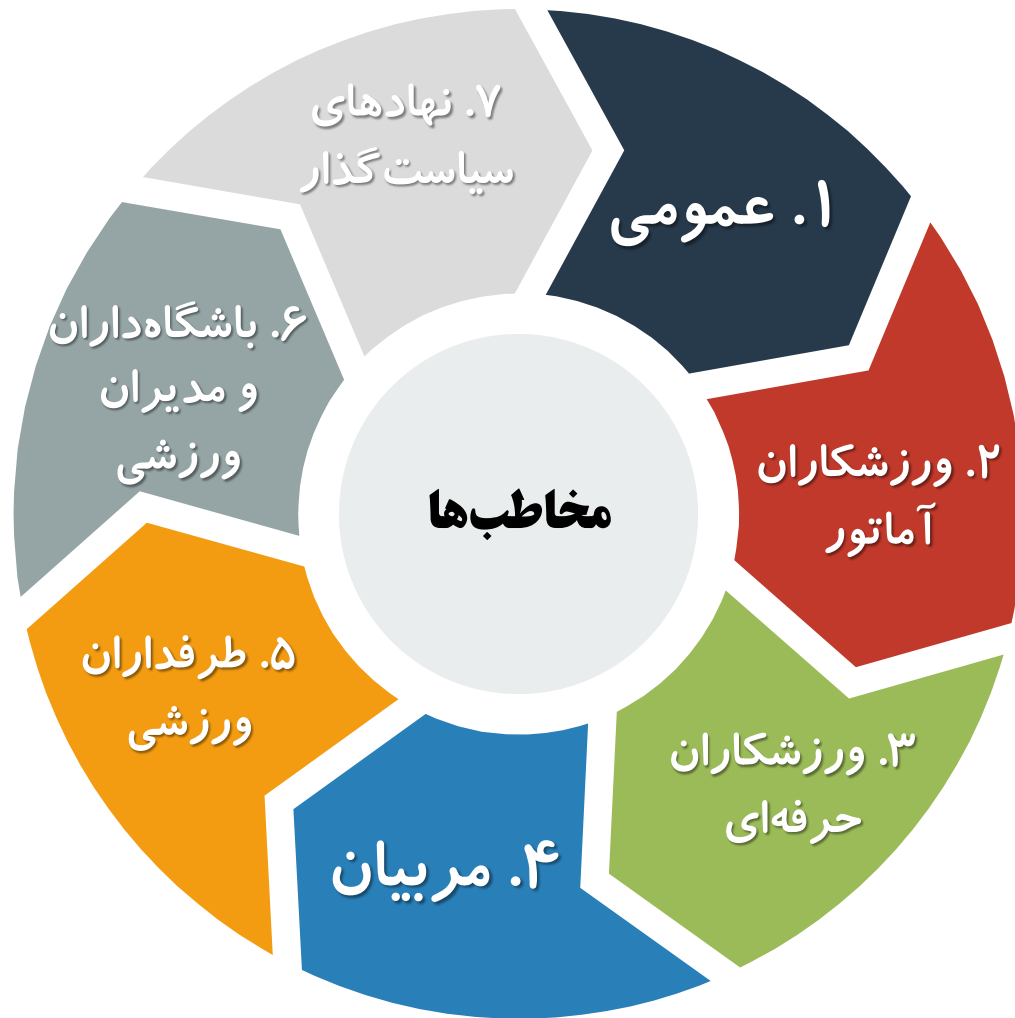 مخاطب‌ها
۱. عمومی
۲. ورزشکاران
آماتور
۳. ورزشکاران
حرفه‌ای
۴. مربیان
۵. طرفداران
ورزشی
۶. باشگاه‌داران
و مدیران
ورزشی
۷. نهادهای
سیاست‌گذار